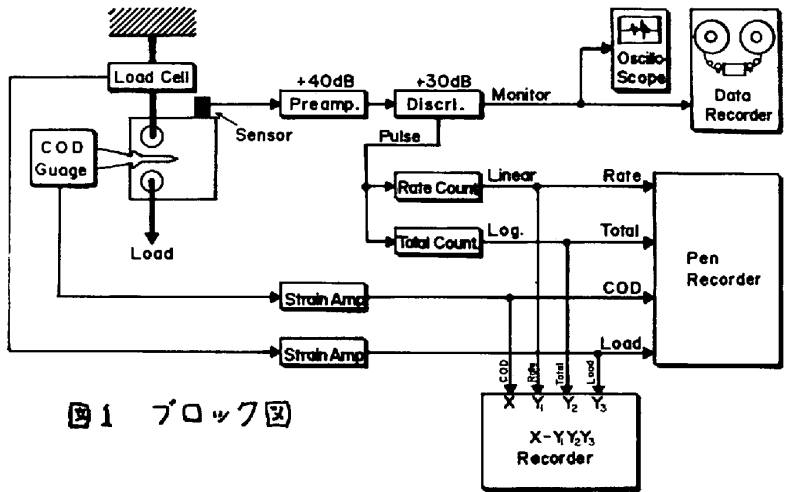 Load Cell
Sensor
COD
Guage
Load
+40dB
Preamp.
+30dB
Discri.
Monitor
Oscillo-
Scope
Data
Recorder
Pulse
Rate Count
Linear
Rate
Total Count
Log.
Total
Strain Amp
COD
Strain Amp
Load
Pen
Recorder
COD
Rate
Total
Load
X Y₁ Y₂ Y₃
X-Y₁Y₂Y₃
Recorder
図1 ブロック図